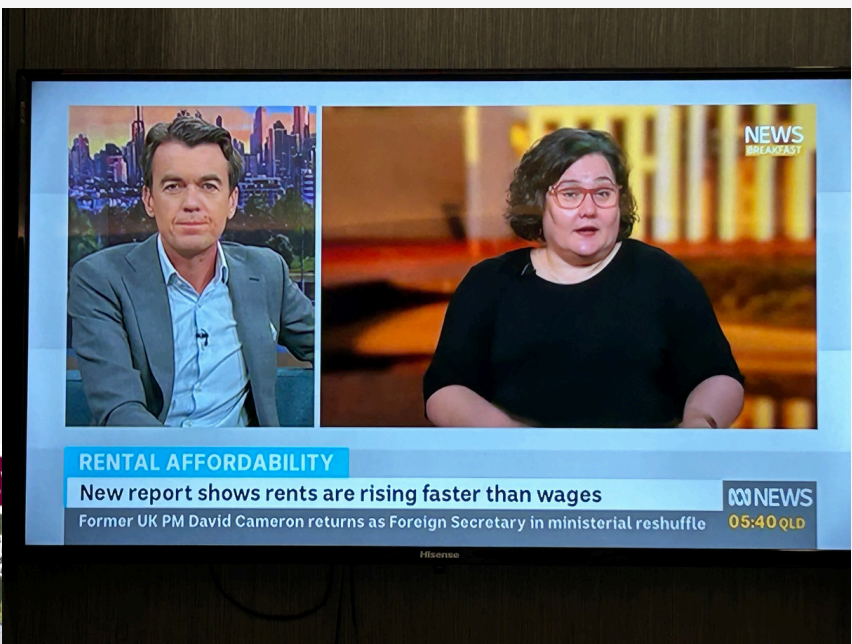 NEWS
BREAKFAST
RENTAL AFFORDABILITY
New report shows rents are rising faster than wages
NEWS
Former UK PM David Cameron returns as Foreign Secretary in ministerial reshuffle
05:40 QLD
Hisense